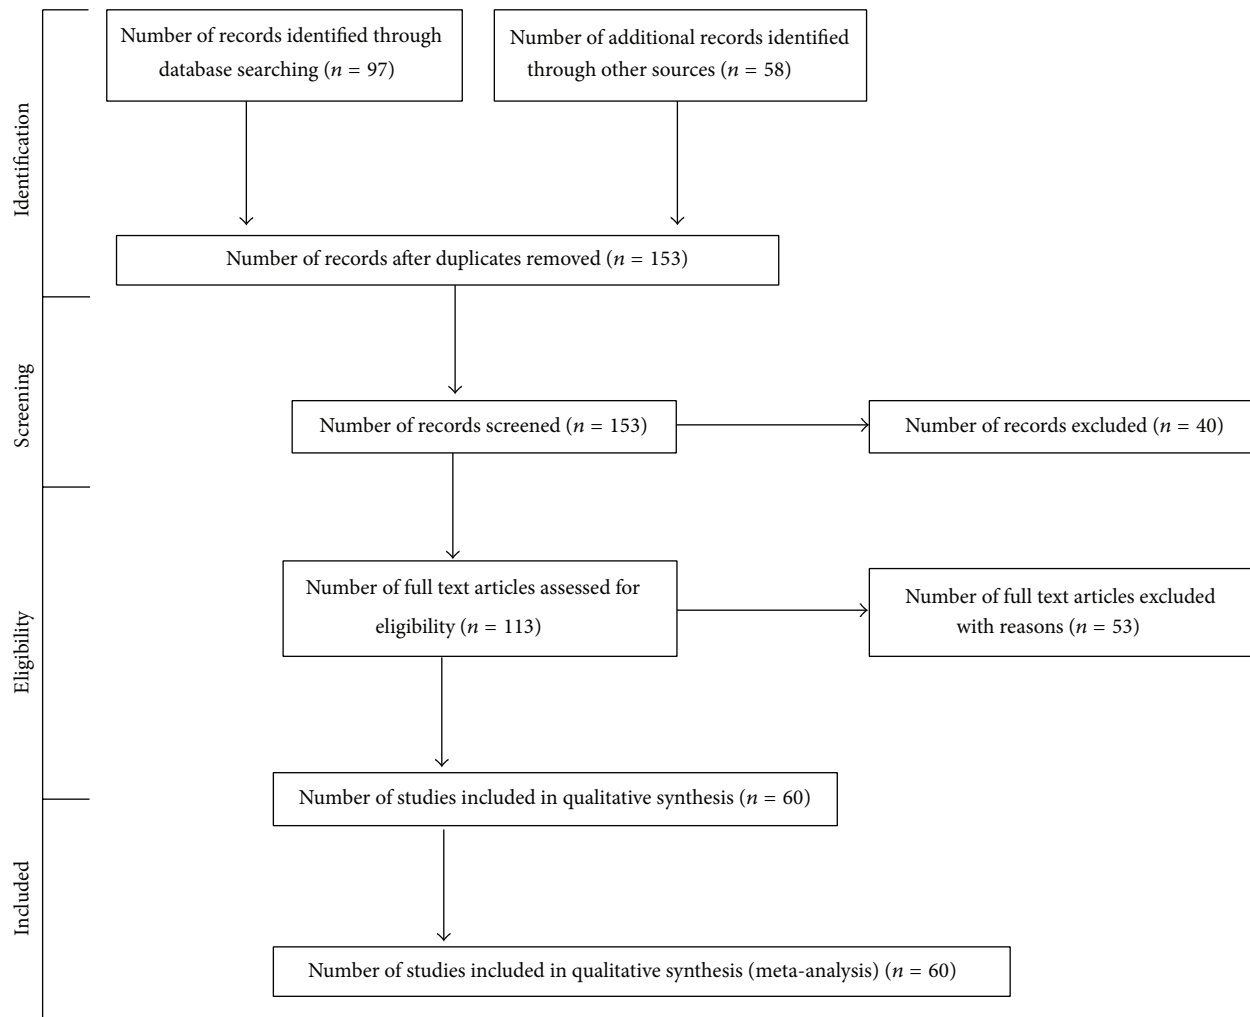 Identification
Number of records identified through
database searching (n = 97)
Number of additional records identified
through other sources (n = 58)
Number of records after duplicates removed (n = 153)
Screening
Number of records screened (n = 153)
Number of records excluded (n = 40)
Eligibility
Number of full text articles assessed for
eligibility (n = 113)
Number of full text articles excluded
with reasons (n = 53)
Number of studies included in qualitative synthesis (n = 60)
Included
Number of studies included in qualitative synthesis (meta-analysis) (n = 60)